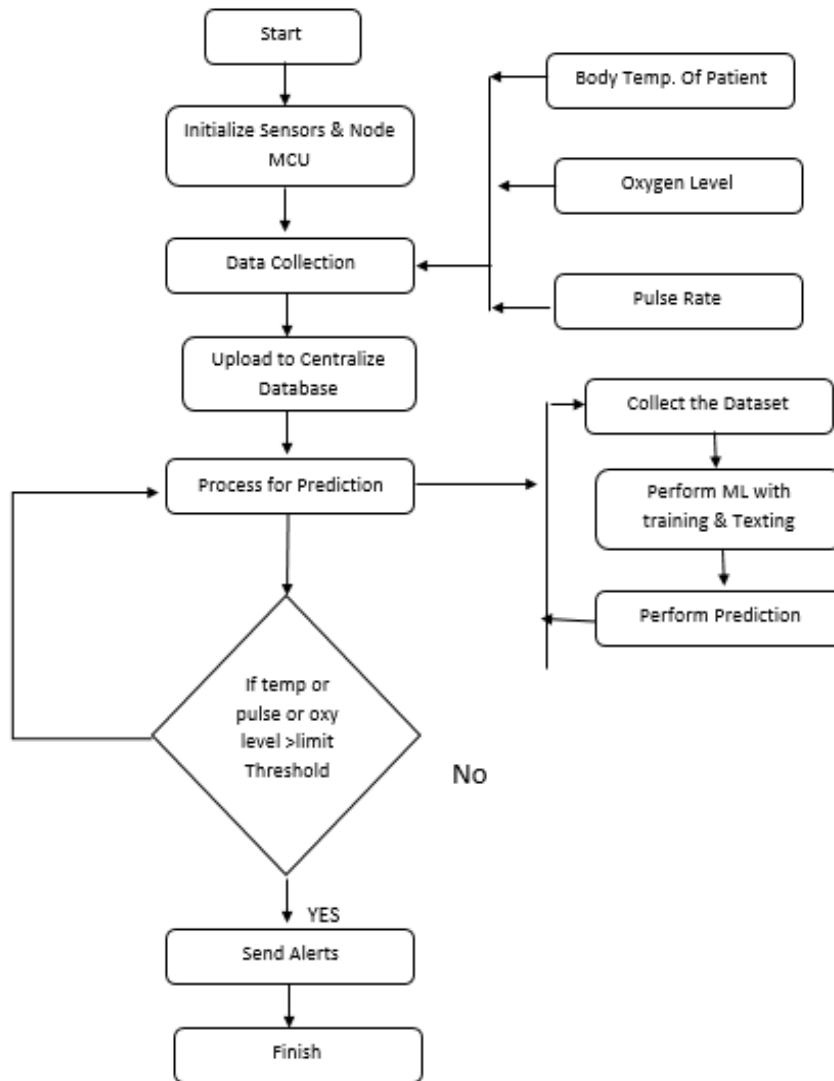 Start
Body Temp. Of Patient
Initialize Sensors & Node
MCU
Oxygen Level
Data Collection
Pulse Rate
Upload to Centralize
Database
Collect the Dataset
Process for Prediction
Perform ML with
training & Texting
Perform Prediction
If temp or
pulse or oxy
level >limit
Threshold
No
YES
Send Alerts
Finish